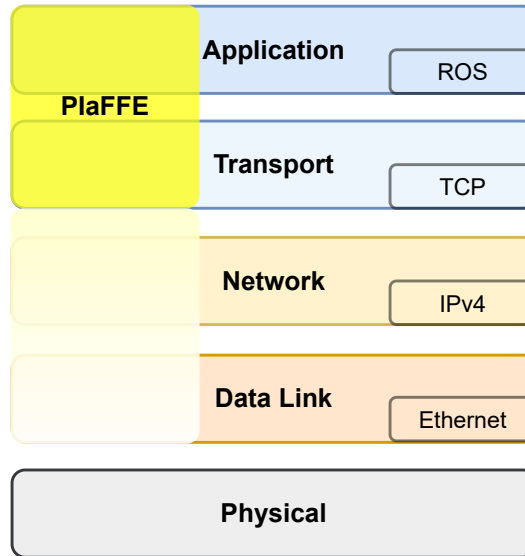 Application
ROS
PlaFFE
Transport
TCP
Network
IPv4
Data Link
Ethernet
Physical